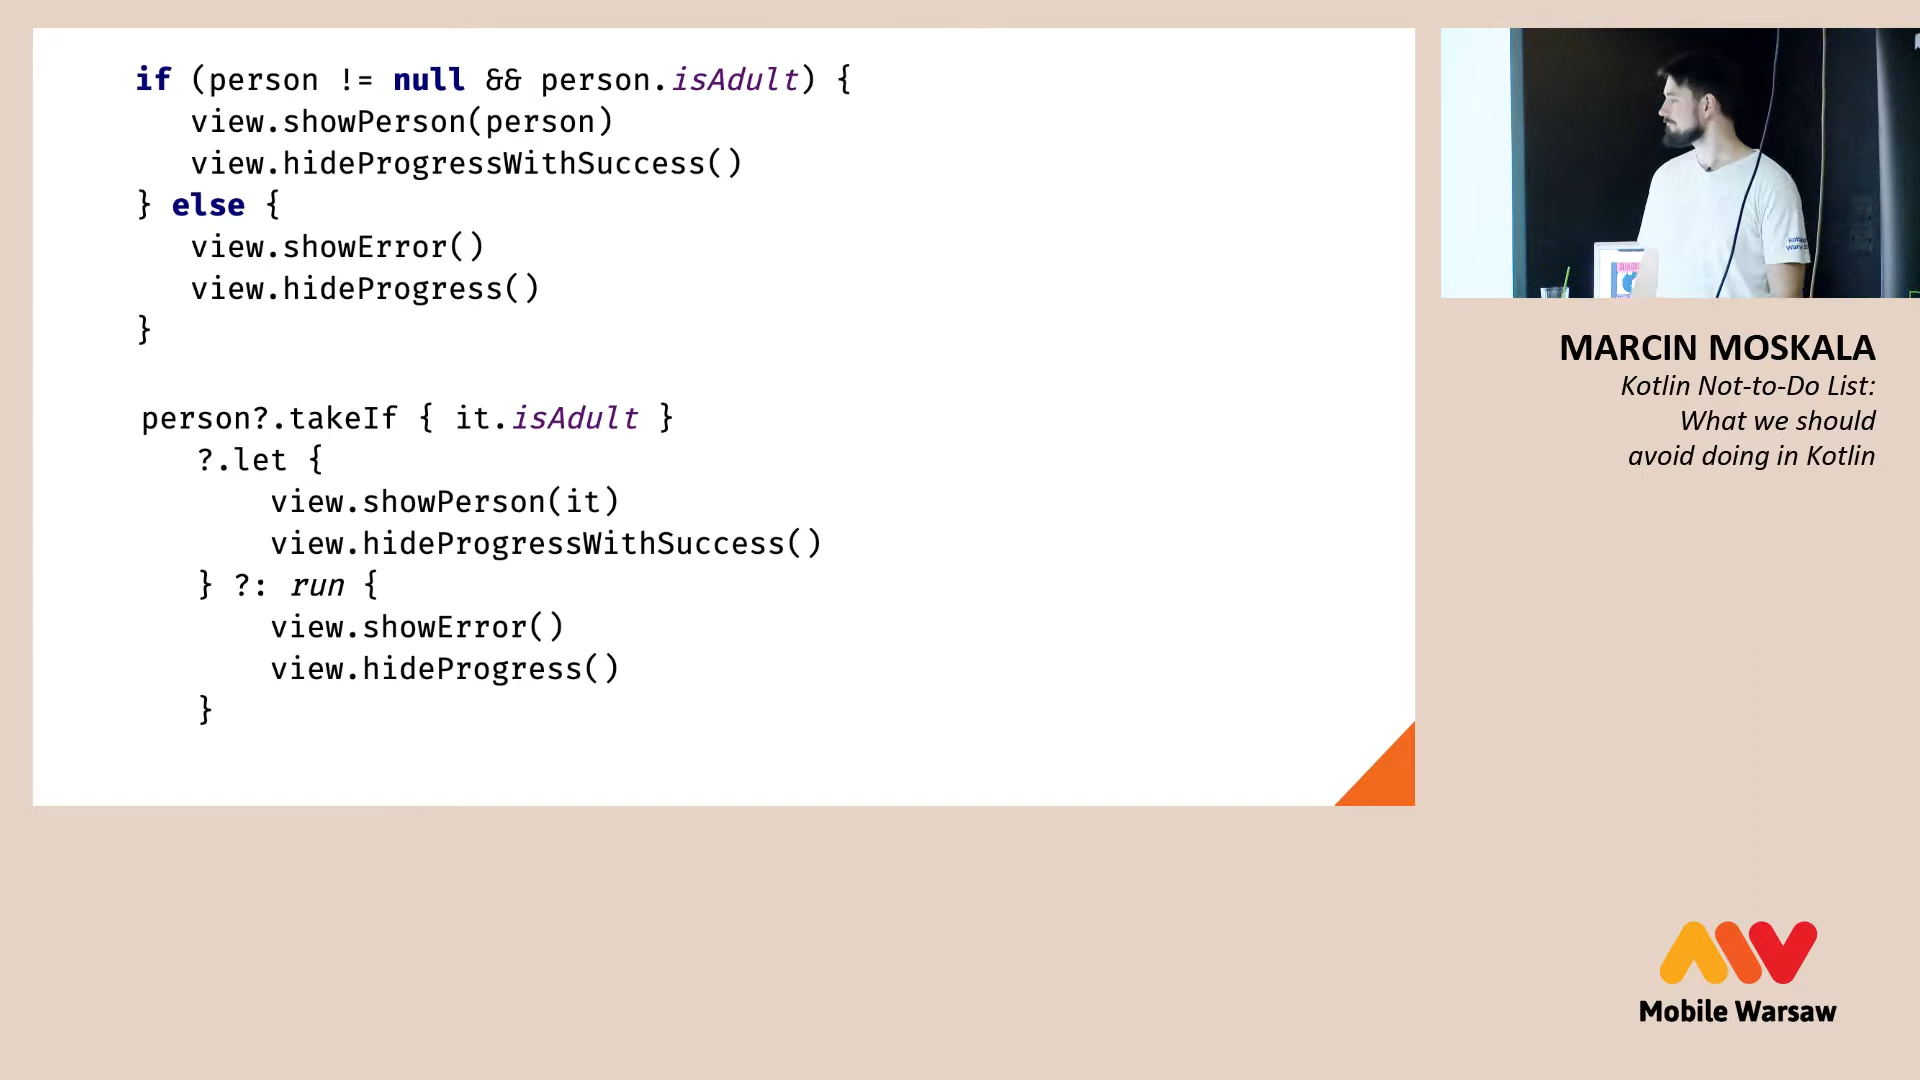 if (person != null && person.isAdult) {
view.showPerson(person)
view.hideProgressWithSuccess()
} else {
view.showError()
view.hideProgress()
}
person?.takeIf { it.isAdult }
?.let {
view.showPerson(it)
view.hideProgressWithSuccess()
} ?: run {
view.showError()
view.hideProgress()
}
MARCIN MOSKALA
Kotlin Not-to-Do List:
What we should
avoid doing in Kotlin
Mobile Warsaw